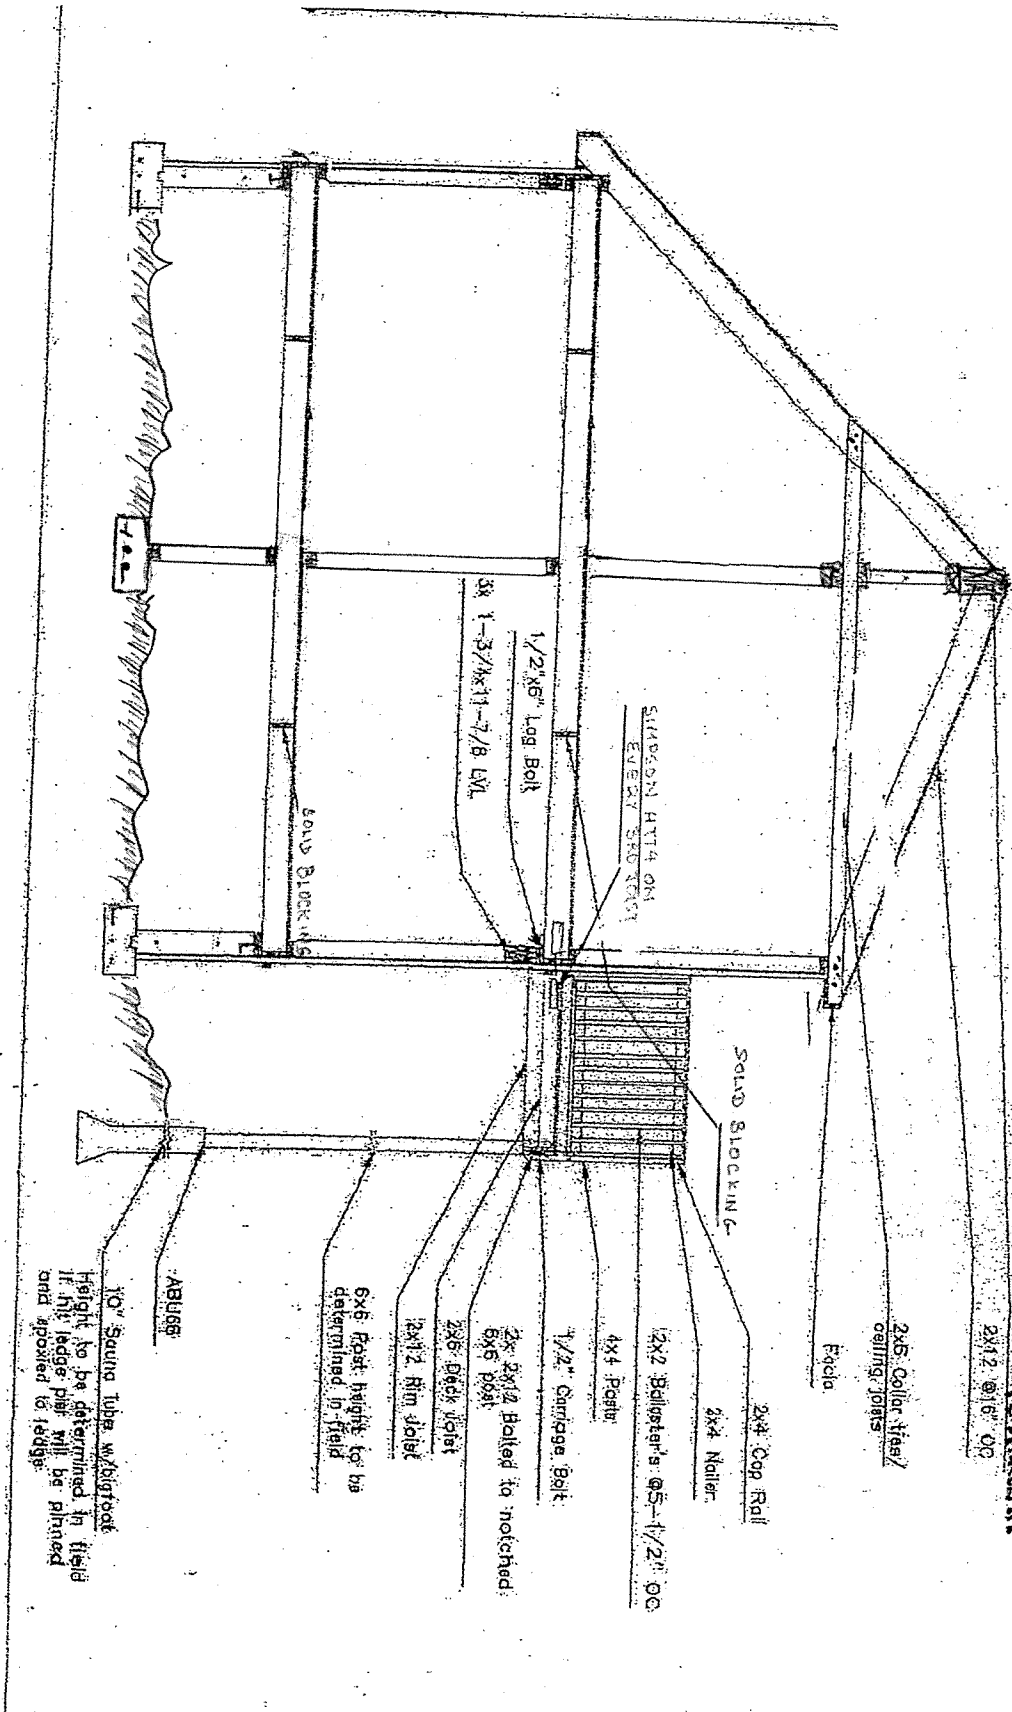 2x12 @16" OC
2x6 Collar ties/
ceiling joists
Facia
2x4 Cap Rail
2x4 Nailer
2x2 Ballaster's @5-1/2" OC
4x4 Posts
1/2" Carriage Bolt
2x 2x12 Bolted to notched
6x6 post
2x6 Deck Joist
2x12 Rim Joist
6x6 Post height to be
determined in field
ABU66
10" Sauna Tube w/bigfoot
Height to be determined in field
If hit ledge pier will be pinned
and epoxied to ledge
SOLID BLOCKING
SIMPSON HTT4 ON
EVERY 3RD JOIST
1/2"x6" Lag Bolt
3x 1-3/4x11-7/8 LVL
SOLID BLOCKING